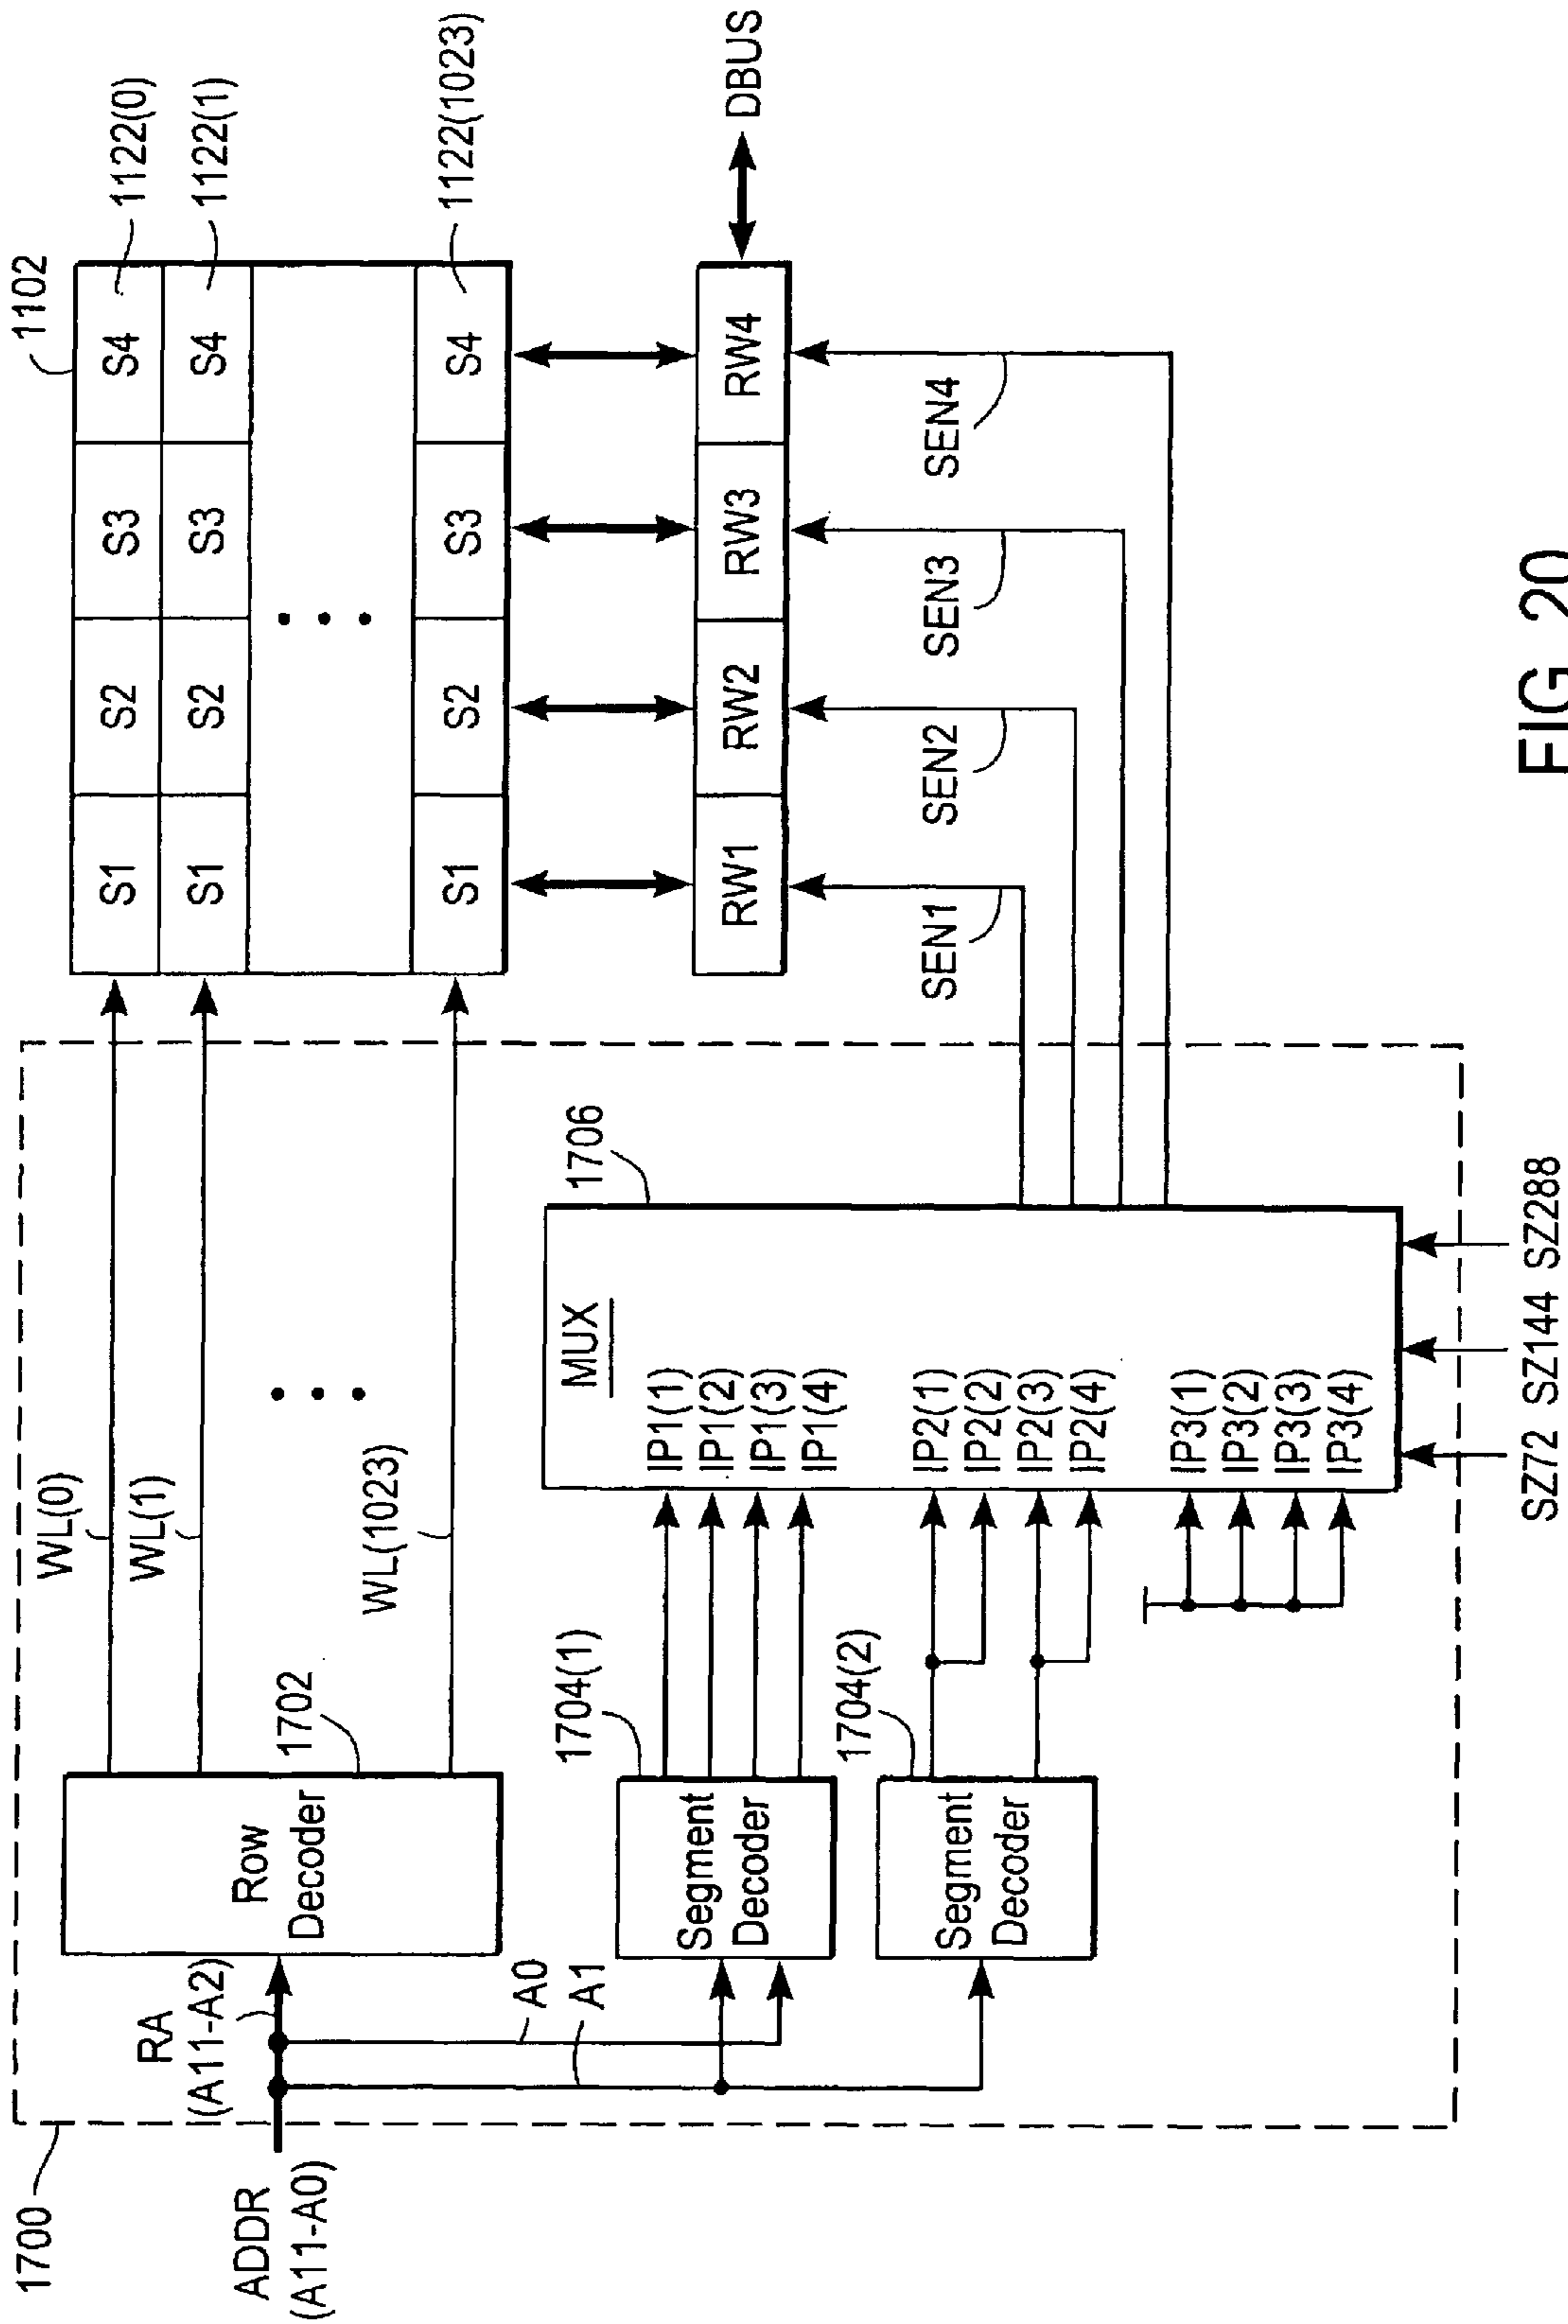 1700
ADDR
(A11-A0)
RA
(A11-A2)
A0
A1
Row
Decoder
1702
WL(0)
WL(1)
WL(1023)
1102
S1 S2 S3 S4
1122(0)
S1 S2 S3 S4
1122(1)
S1 S2 S3 S4
1122(1023)
RW1 RW2 RW3 RW4
DBUS
SEN1
SEN2
SEN3
SEN4
Segment
Decoder
1704(1)
Segment
Decoder
1704(2)
MUX
1706
IP1(1)
IP1(2)
IP1(3)
IP1(4)
IP2(1)
IP2(2)
IP2(3)
IP2(4)
IP3(1)
IP3(2)
IP3(3)
IP3(4)
SZ72 SZ144 SZ288
FIG 20